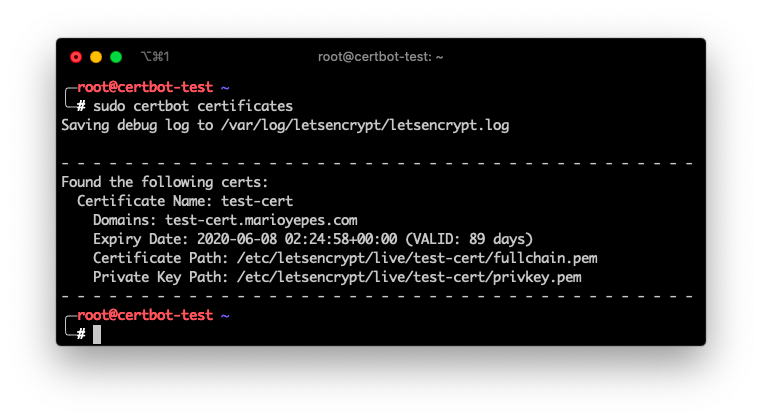 ⌥⌘1 root@certbot-test: ~
root@certbot-test ~
# sudo certbot certificates
Saving debug log to /var/log/letsencrypt/letsencrypt.log
- - - - - - - - - - - - - - - - - - - - - - - - - - - - - - - - - - - - - - - -
Found the following certs:
Certificate Name: test-cert
Domains: test-cert.marioyepes.com
Expiry Date: 2020-06-08 02:24:58+00:00 (VALID: 89 days)
Certificate Path: /etc/letsencrypt/live/test-cert/fullchain.pem
Private Key Path: /etc/letsencrypt/live/test-cert/privkey.pem
- - - - - - - - - - - - - - - - - - - - - - - - - - - - - - - - - - - - - - - -
root@certbot-test ~
#